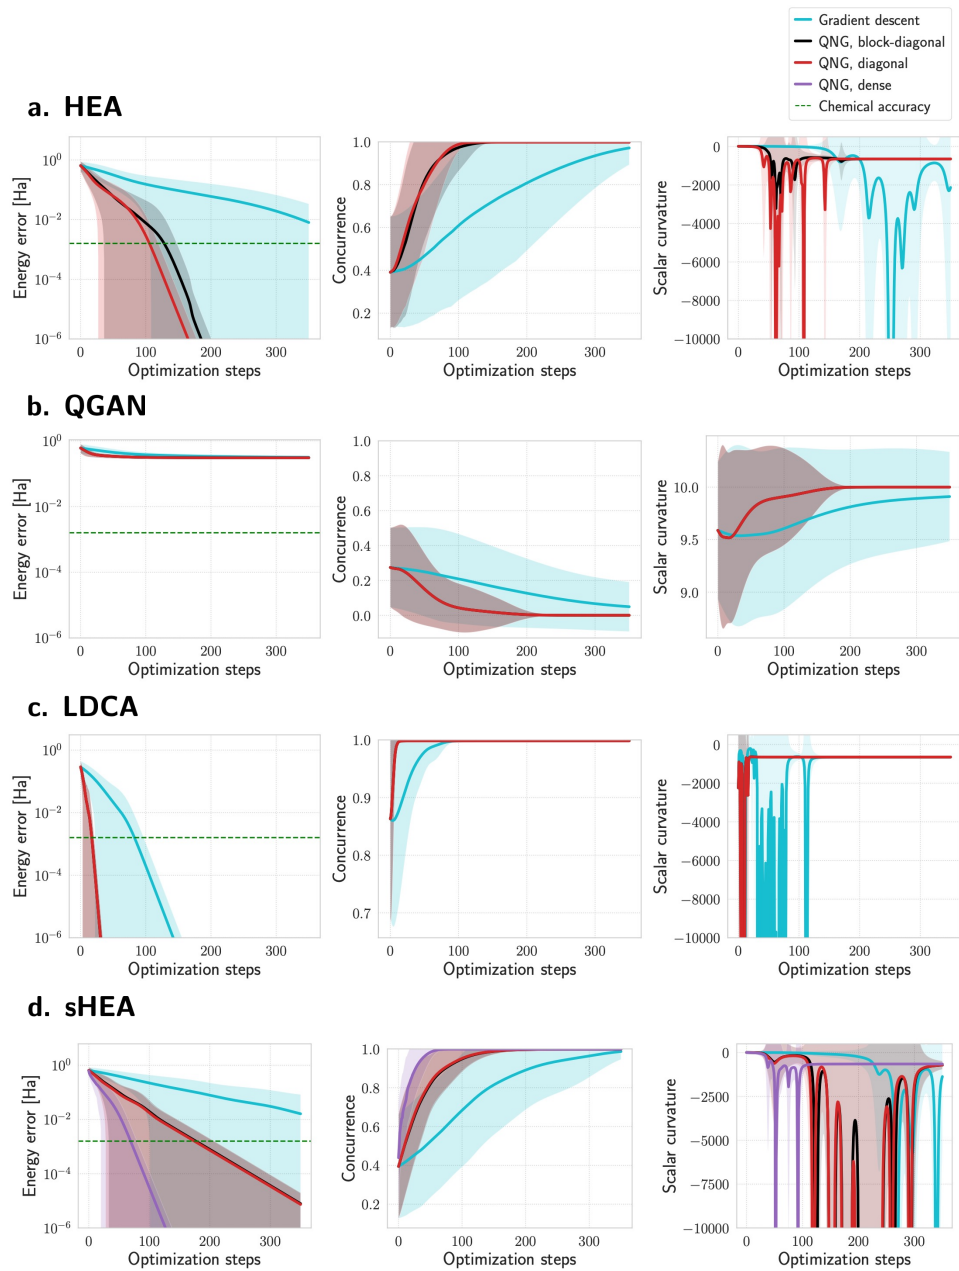 Gradient descent
QNG, block-diagonal
QNG, diagonal
QNG, dense
Chemical accuracy
a. HEA
10⁰
10⁻²
10⁻⁴
10⁻⁶
Energy error [Ha]
0 100 200 300
Optimization steps
1.0
0.8
0.6
0.4
0.2
Concurrence
0 100 200 300
Optimization steps
0
−2000
−4000
−6000
−8000
−10000
Scalar curvature
0 100 200 300
Optimization steps
b. QGAN
10⁰
10⁻²
10⁻⁴
10⁻⁶
Energy error [Ha]
0 100 200 300
Optimization steps
1.0
0.8
0.6
0.4
0.2
0.0
Concurrence
0 100 200 300
Optimization steps
10.0
9.5
9.0
Scalar curvature
0 100 200 300
Optimization steps
c. LDCA
10⁰
10⁻²
10⁻⁴
10⁻⁶
Energy error [Ha]
0 100 200 300
Optimization steps
1.0
0.9
0.8
0.7
Concurrence
0 100 200 300
Optimization steps
0
−2000
−4000
−6000
−8000
−10000
Scalar curvature
0 100 200 300
Optimization steps
d. sHEA
10⁰
10⁻²
10⁻⁴
10⁻⁶
Energy error [Ha]
0 100 200 300
Optimization steps
1.0
0.8
0.6
0.4
0.2
Concurrence
0 100 200 300
Optimization steps
0
−2500
−5000
−7500
−10000
Scalar curvature
0 100 200 300
Optimization steps